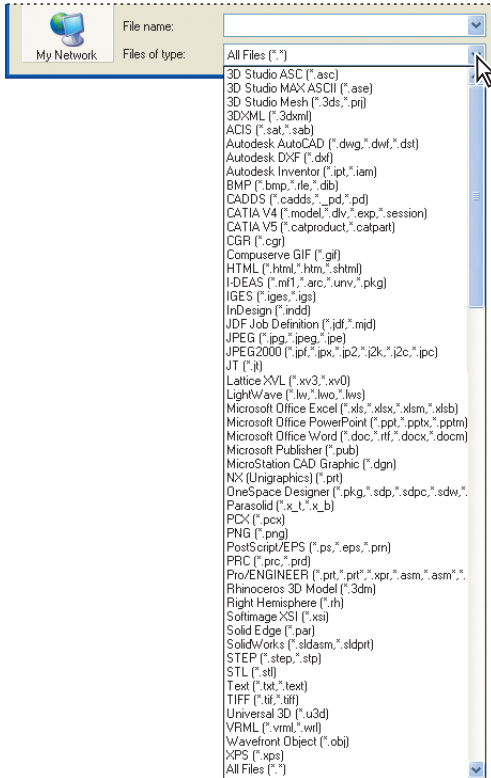 File name:
My Network
Files of type:
All Files (*.*)
3D Studio ASC (*.asc)
3D Studio MAX ASCII (*.ase)
3D Studio Mesh (*.3ds,*.prj)
3DXML (*.3dxml)
ACIS (*.sat,*.sab)
Autodesk AutoCAD (*.dwg,*.dwf,*.dst)
Autodesk DXF (*.dxf)
Autodesk Inventor (*.ipt,*.iam)
BMP (*.bmp,*.rle,*.dib)
CADDS (*.cadds,*._pd,*.pd)
CATIA V4 (*.model,*.dlv,*.exp,*.session)
CATIA V5 (*.catproduct,*.catpart)
CGR (*.cgr)
Compuserve GIF (*.gif)
HTML (*.html,*.htm,*.shtml)
I-DEAS (*.mf1,*.arc,*.unv,*.pkg)
IGES (*.iges,*.igs)
InDesign (*.indd)
JDF Job Definition (*.jdf,*.mjd)
JPEG (*.jpg,*.jpeg,*.jpe)
JPEG2000 (*.jpf,*.jpx,*.jp2,*.j2k,*.j2c,*.jpc)
JT (*.jt)
Lattice XVL (*.xv3,*.xv0)
LightWave (*.lw,*.lwo,*.lws)
Microsoft Office Excel (*.xls,*.xlsx,*.xlsm,*.xlsb)
Microsoft Office PowerPoint (*.ppt,*.pptx,*.pptm)
Microsoft Office Word (*.doc,*.rtf,*.docx,*.docm)
Microsoft Publisher (*.pub)
MicroStation CAD Graphic (*.dgn)
NX (Unigraphics) (*.prt)
OneSpace Designer (*.pkg,*.sdp,*.sdpc,*.sdw,*.
Parasolid (*.x_t,*.x_b)
PCX (*.pcx)
PNG (*.png)
PostScript/EPS (*.ps,*.eps,*.prn)
PRC (*.prc,*.prd)
Pro/ENGINEER (*.prt,*.prt*,*.xpr,*.asm,*.asm*,*.
Rhinoceros 3D Model (*.3dm)
Right Hemisphere (*.rh)
Softimage XSI (*.xsi)
Solid Edge (*.par)
SolidWorks (*.sldasm,*.sldprt)
STEP (*.step,*.stp)
STL (*.stl)
Text (*.txt,*.text)
TIFF (*.tif,*.tiff)
Universal 3D (*.u3d)
VRML (*.vrml,*.wrl)
Wavefront Object (*.obj)
XPS (*.xps)
All Files (*.*)